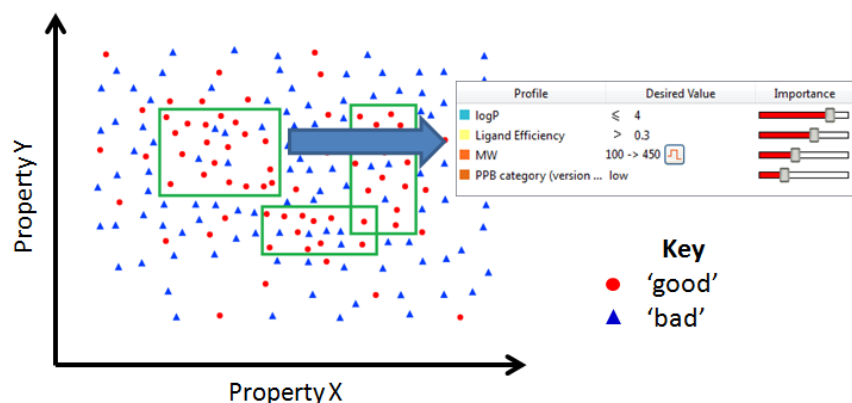 Profile Desired Value Importance
logP ≤ 4
Ligand Efficiency > 0.3
MW 100 -> 450
PPB category (version ... low
Property Y
Key
'good'
'bad'
Property X